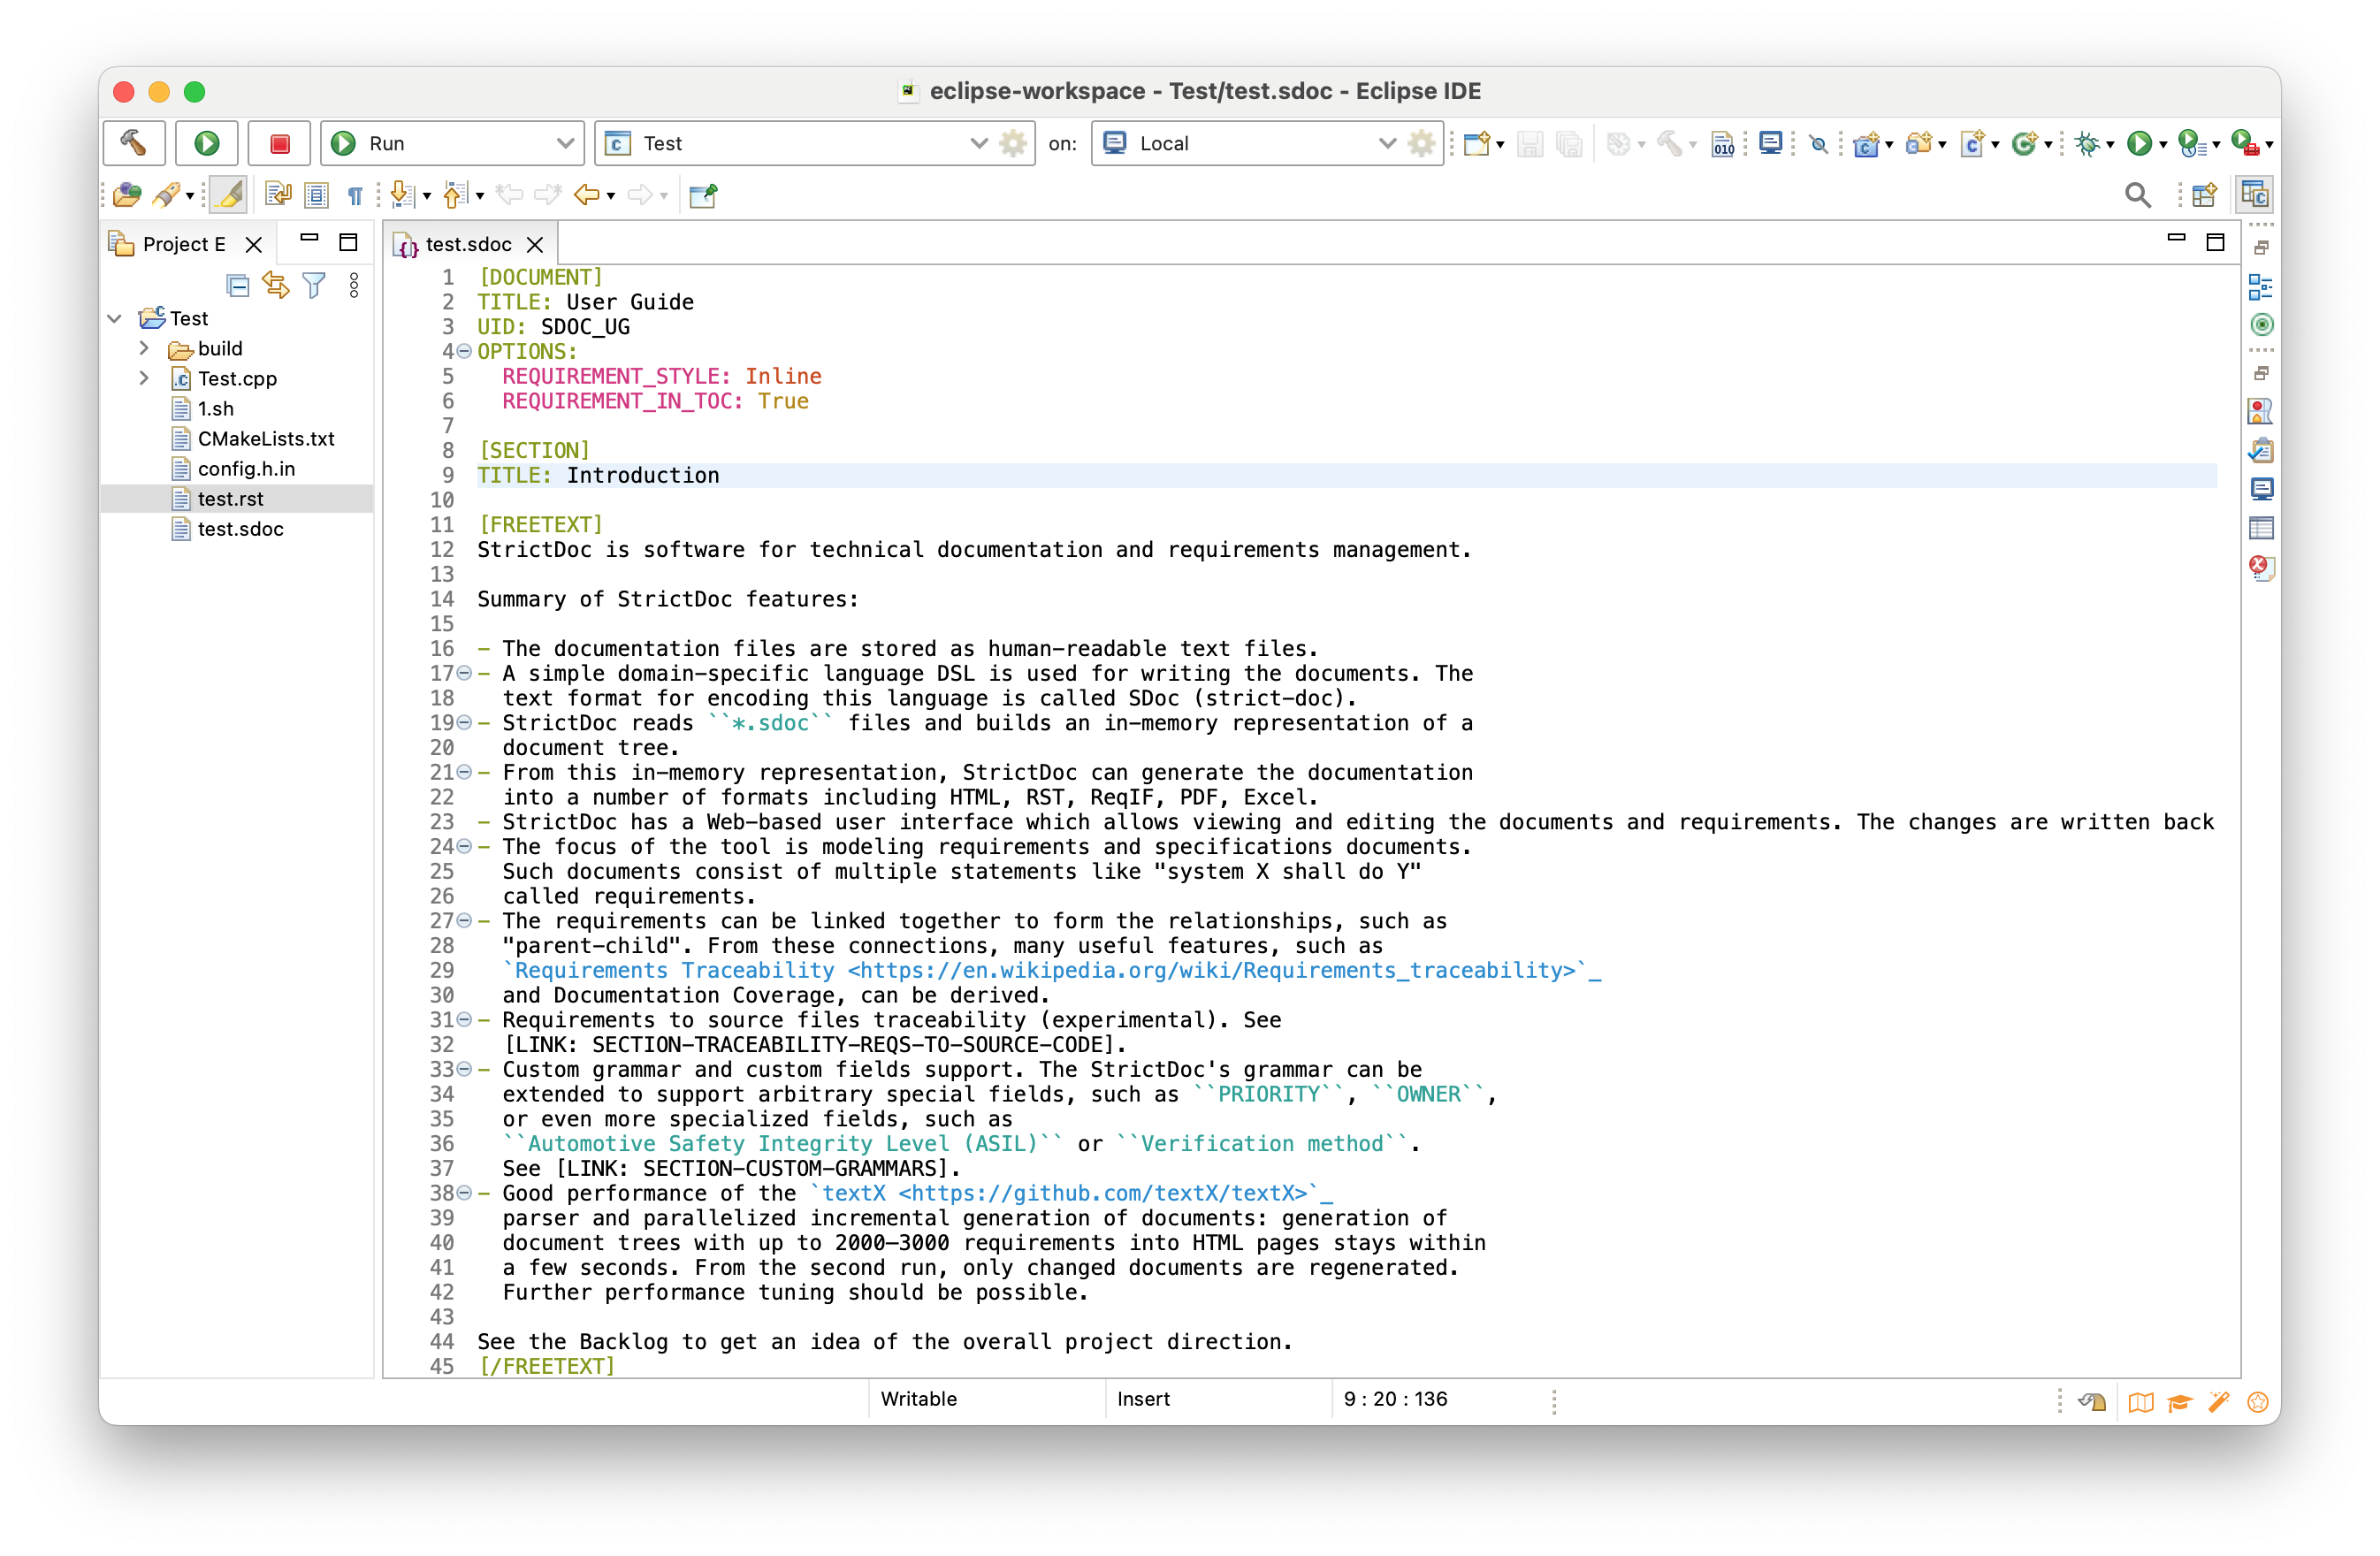 eclipse-workspace - Test/test.sdoc - Eclipse IDE
Run
Test
on:
Local
010
Project E
test.sdoc
Test
build
Test.cpp
1.sh
CMakeLists.txt
config.h.in
test.rst
test.sdoc
1 [DOCUMENT]
2 TITLE: User Guide
3 UID: SDOC_UG
4 OPTIONS:
5 REQUIREMENT_STYLE: Inline
6 REQUIREMENT_IN_TOC: True
7
8 [SECTION]
9 TITLE: Introduction
10
11 [FREETEXT]
12 StrictDoc is software for technical documentation and requirements management.
13
14 Summary of StrictDoc features:
15
16 - The documentation files are stored as human-readable text files.
17 - A simple domain-specific language DSL is used for writing the documents. The
18 text format for encoding this language is called SDoc (strict-doc).
19 - StrictDoc reads ``*.sdoc`` files and builds an in-memory representation of a
20 document tree.
21 - From this in-memory representation, StrictDoc can generate the documentation
22 into a number of formats including HTML, RST, ReqIF, PDF, Excel.
23 - StrictDoc has a Web-based user interface which allows viewing and editing the documents and requirements. The changes are written back
24 - The focus of the tool is modeling requirements and specifications documents.
25 Such documents consist of multiple statements like "system X shall do Y"
26 called requirements.
27 - The requirements can be linked together to form the relationships, such as
28 "parent-child". From these connections, many useful features, such as
29 `Requirements Traceability <https://en.wikipedia.org/wiki/Requirements_traceability>`_
30 and Documentation Coverage, can be derived.
31 - Requirements to source files traceability (experimental). See
32 [LINK: SECTION-TRACEABILITY-REQS-TO-SOURCE-CODE].
33 - Custom grammar and custom fields support. The StrictDoc's grammar can be
34 extended to support arbitrary special fields, such as ``PRIORITY``, ``OWNER``,
35 or even more specialized fields, such as
36 ``Automotive Safety Integrity Level (ASIL)`` or ``Verification method``.
37 See [LINK: SECTION-CUSTOM-GRAMMARS].
38 - Good performance of the `textX <https://github.com/textX/textX>`_
39 parser and parallelized incremental generation of documents: generation of
40 document trees with up to 2000—3000 requirements into HTML pages stays within
41 a few seconds. From the second run, only changed documents are regenerated.
42 Further performance tuning should be possible.
43
44 See the Backlog to get an idea of the overall project direction.
45 [/FREETEXT]
Writable
Insert
9 : 20 : 136